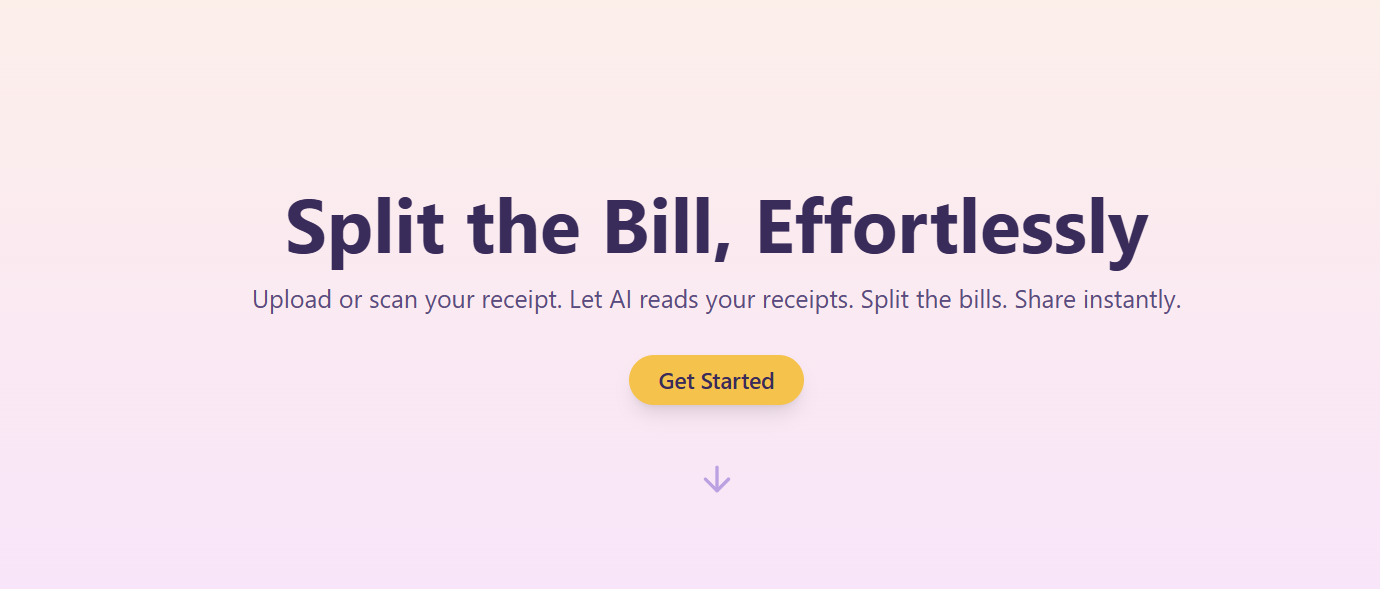 Split the Bill, Effortlessly
Upload or scan your receipt. Let AI reads your receipts. Split the bills. Share instantly.
Get Started